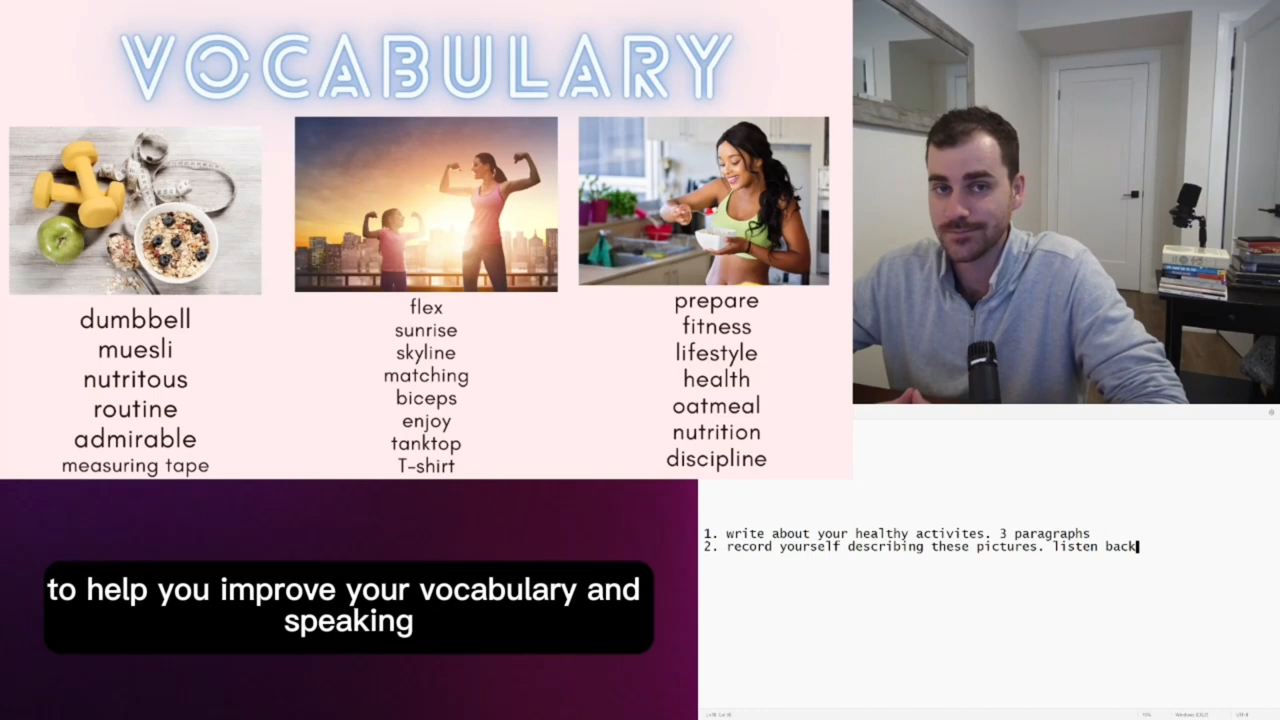 VOCABULARY
dumbbell
muesli
nutritous
routine
admirable
measuring tape
flex
sunrise
skyline
matching
biceps
enjoy
tanktop
T-shirt
prepare
fitness
lifestyle
health
oatmeal
nutrition
discipline
1. write about your healthy activites. 3 paragraphs
2. record yourself describing these pictures. listen back
to help you improve your vocabulary and
speaking